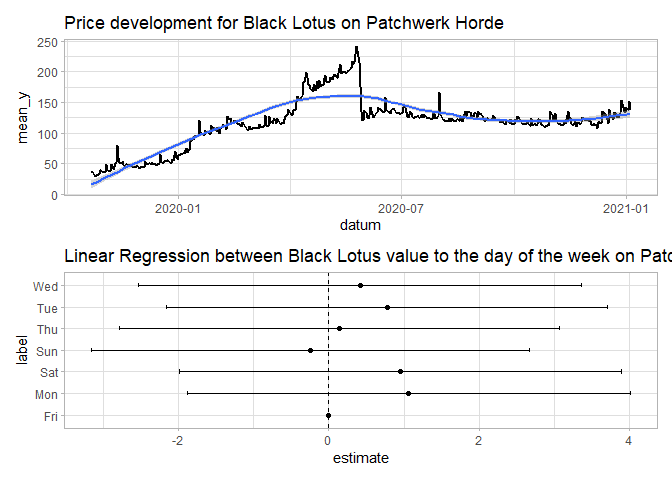 Price development for Black Lotus on Patchwerk Horde
250
200
150
100
50
0
mean_y
2020-01
2020-07
2021-01
datum
Linear Regression between Black Lotus value to the day of the week on Patc
Wed
Tue
Thu
Sun
Sat
Mon
Fri
label
-2
0
2
4
estimate